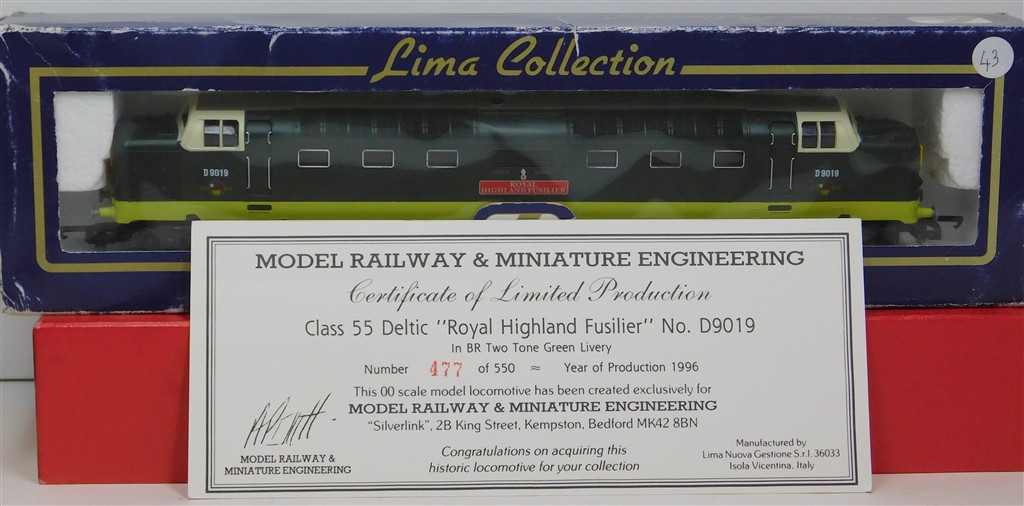 Lima Collection
43
D9019
D9019
ROYAL
HIGHLAND FUSILIER
MODEL RAILWAY & MINIATURE ENGINEERING
Certificate of Limited Production
Class 55 Deltic "Royal Highland Fusilier" No. D9019
In BR Two Tone Green Livery
Number 477 of 550 ≈ Year of Production 1996
This 00 scale model locomotive has been created exclusively for
MODEL RAILWAY & MINIATURE ENGINEERING
"Silverlink", 2B King Street, Kempston, Bedford MK42 8BN
MODEL RAILWAY &
MINIATURE ENGINEERING
Congratulations on acquiring this
historic locomotive for your collection
Manufactured by
Lima Nuova Gestione S.r.l. 36033
Isola Vicentina, Italy